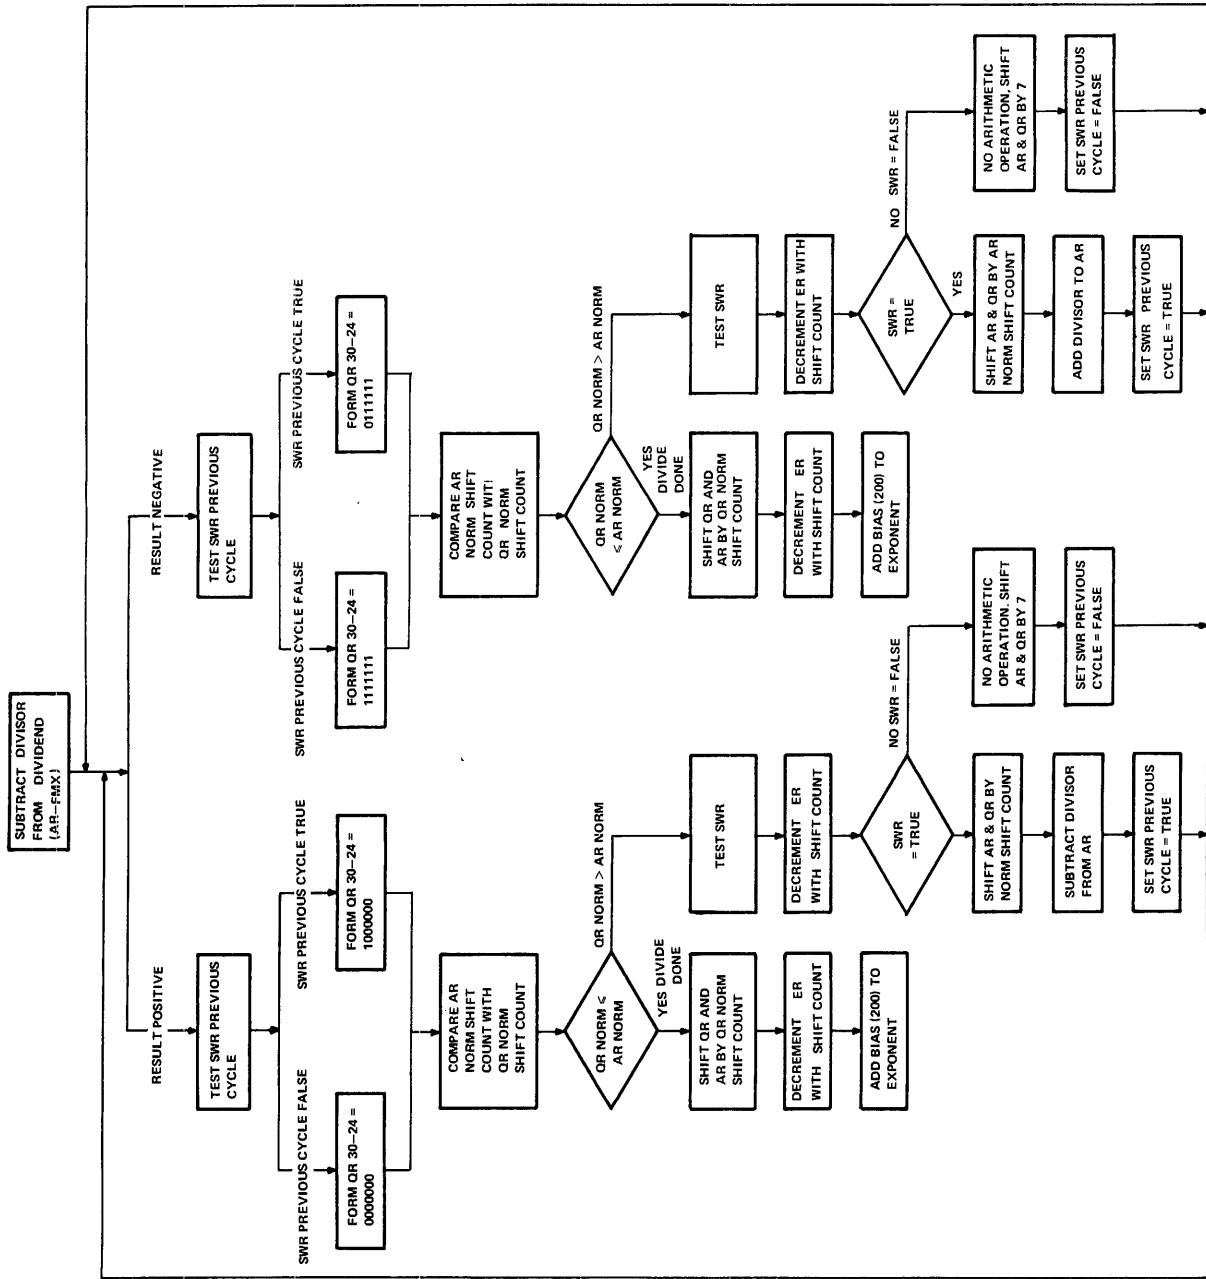 SUBTRACT DIVISOR
FROM DIVIDEND
(AR-FMX)
RESULT POSITIVE
RESULT NEGATIVE
TEST SWR PREVIOUS
CYCLE
TEST SWR PREVIOUS
CYCLE
SWR PREVIOUS CYCLE FALSE
SWR PREVIOUS CYCLE TRUE
SWR PREVIOUS CYCLE FALSE
SWR PREVIOUS CYCLE TRUE
FORM QR 30-24 =
0000000
FORM QR 30-24 =
1000000
FORM QR 30-24 =
1111111
FORM QR 30-24 =
0111111
COMPARE AR
NORM SHIFT
COUNT WITH
QR NORM
SHIFT COUNT
COMPARE AR
NORM SHIFT
COUNT WIT!
QR NORM
SHIFT COUNT
QR NORM ≤
AR NORM
QR NORM > AR NORM
YES DIVIDE
DONE
QR NORM
≤ AR NORM
QR NORM > AR NORM
YES
DIVIDE
DONE
SHIFT QR AND
AR BY QR NORM
SHIFT COUNT
TEST SWR
SHIFT QR AND
AR BY QR NORM
SHIFT COUNT
TEST SWR
DECREMENT ER
WITH SHIFT COUNT
DECREMENT ER
WITH SHIFT COUNT
DECREMENT ER
WITH SHIFT COUNT
DECREMENT ER WITH
SHIFT COUNT
ADD BIAS (200) TO
EXPONENT
SWR
= TRUE
NO SWR = FALSE
ADD BIAS (200) TO
EXPONENT
SWR =
TRUE
NO SWR = FALSE
YES
SHIFT AR & QR BY
NORM SHIFT COUNT
NO ARITHMETIC
OPERATION. SHIFT
AR & QR BY 7
SHIFT AR & QR BY AR
NORM SHIFT COUNT
NO ARITHMETIC
OPERATION, SHIFT
AR & QR BY 7
SUBTRACT DIVISOR
FROM AR
SET SWR PREVIOUS
CYCLE = FALSE
ADD DIVISOR TO AR
SET SWR PREVIOUS
CYCLE = FALSE
SET SWR PREVIOUS
CYCLE = TRUE
SET SWR PREVIOUS
CYCLE = TRUE